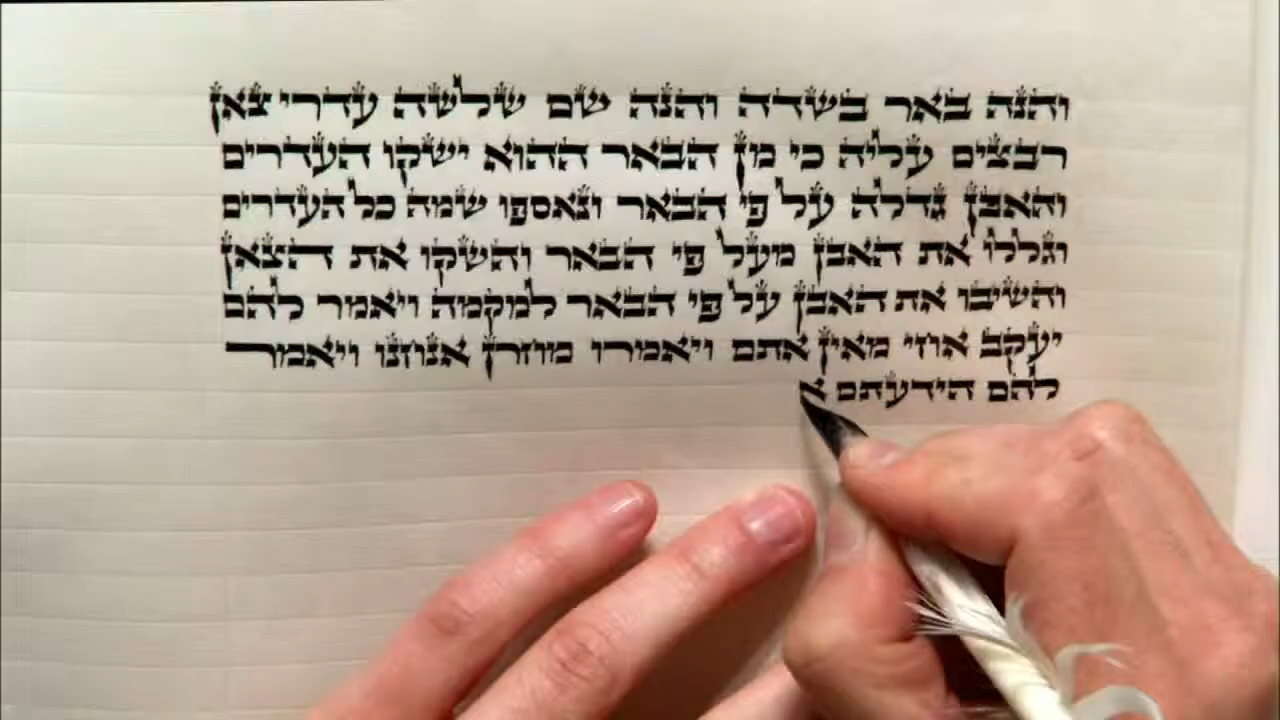 והנה באר בשדה והנה שם שלשה עדרי צאן
רבצים עליה כי מן הבאר ההוא ישקו העדרים
והאבן גדלה על פי הבאר ונאספו שמה כל העדרים
וגללו את האבן מעל פי הבאר והשקו את הצאן
והשיבו את האבן על פי הבאר למקמה ויאמר להם
יעקב אחי מאין אתם ויאמרו מחרן אנחנו ויאמר
להם הידעתם א